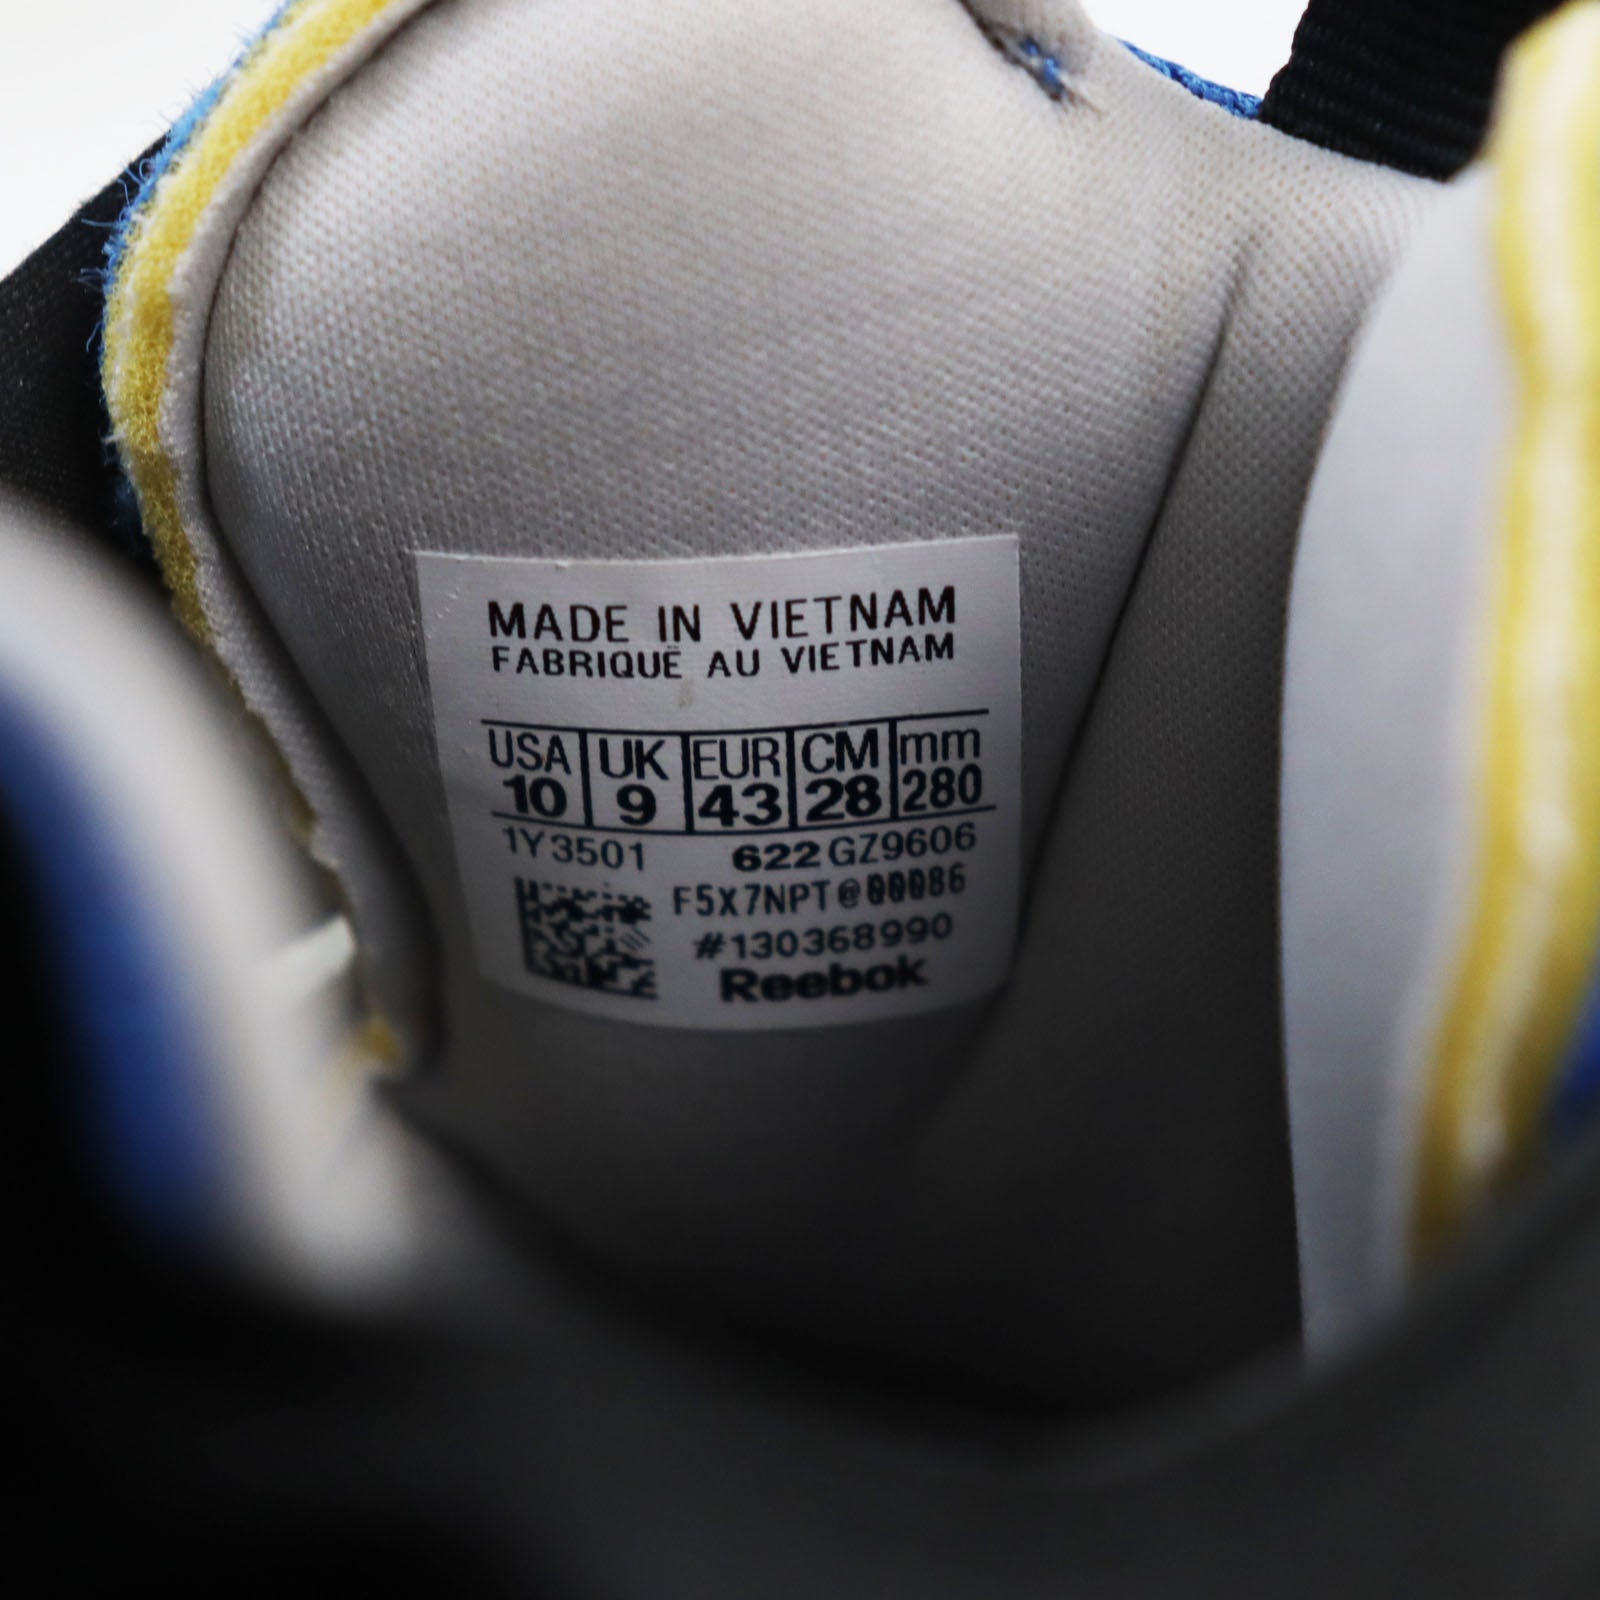 MADE IN VIETNAM
FABRIQUÉ AU VIETNAM
USA UK EUR CM mm
10 9 43 28 280
1Y3501 622 GZ9606
F5X7NPT@00086
#130368990
Reebok